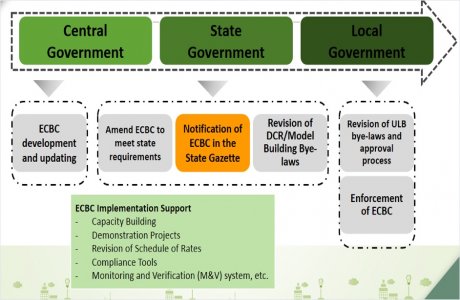 Central
Government
State
Government
Local
Government
ECBC
development
and updating
Amend ECBC to
meet state
requirements
Notification of
ECBC in the
State Gazette
Revision of
DCR/Model
Building Bye-
laws
Revision of ULB
bye-laws and
approval
process
Enforcement
of ECBC
ECBC Implementation Support
- Capacity Building
- Demonstration Projects
- Revision of Schedule of Rates
- Compliance Tools
- Monitoring and Verification (M&V) system, etc.